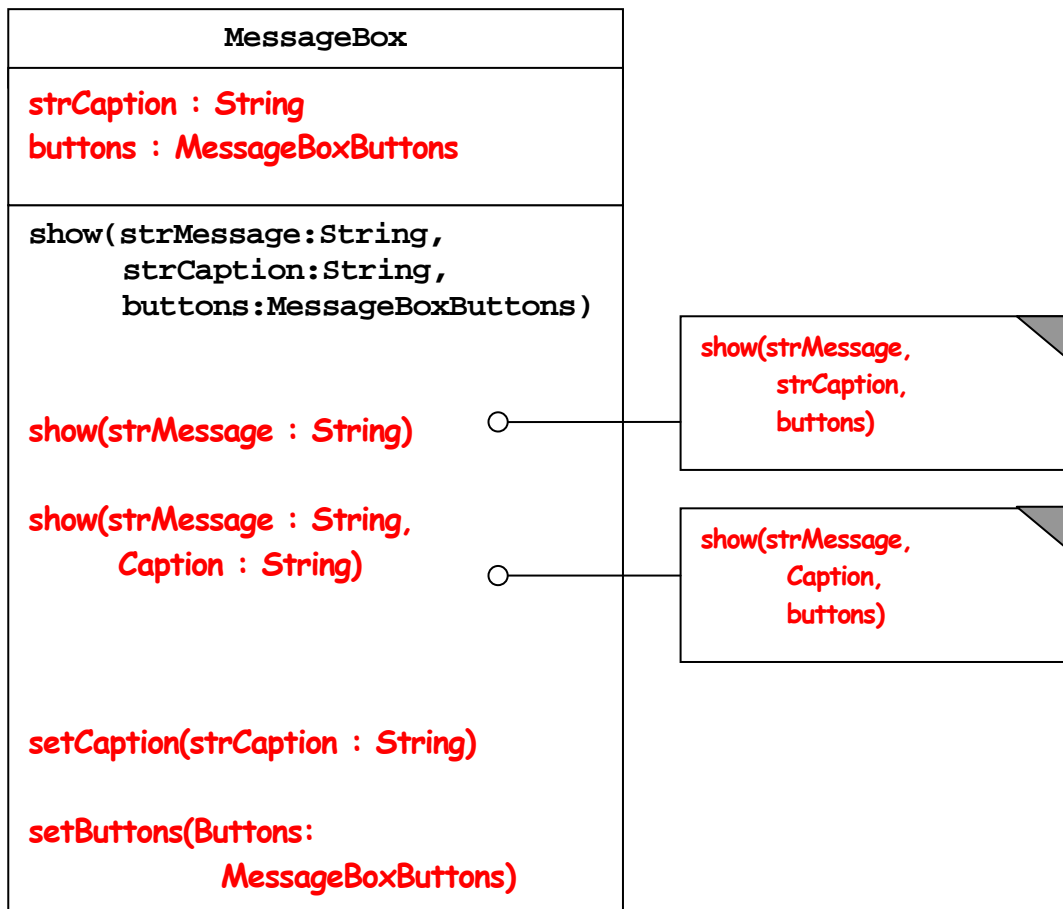 MessageBox
strCaption : String
buttons : MessageBoxButtons
show(strMessage:String,
strCaption:String,
buttons:MessageBoxButtons)
show(strMessage : String)
show(strMessage : String,
Caption : String)
setCaption(strCaption : String)
setButtons(Buttons:
MessageBoxButtons)
show(strMessage,
strCaption,
buttons)
show(strMessage,
Caption,
buttons)